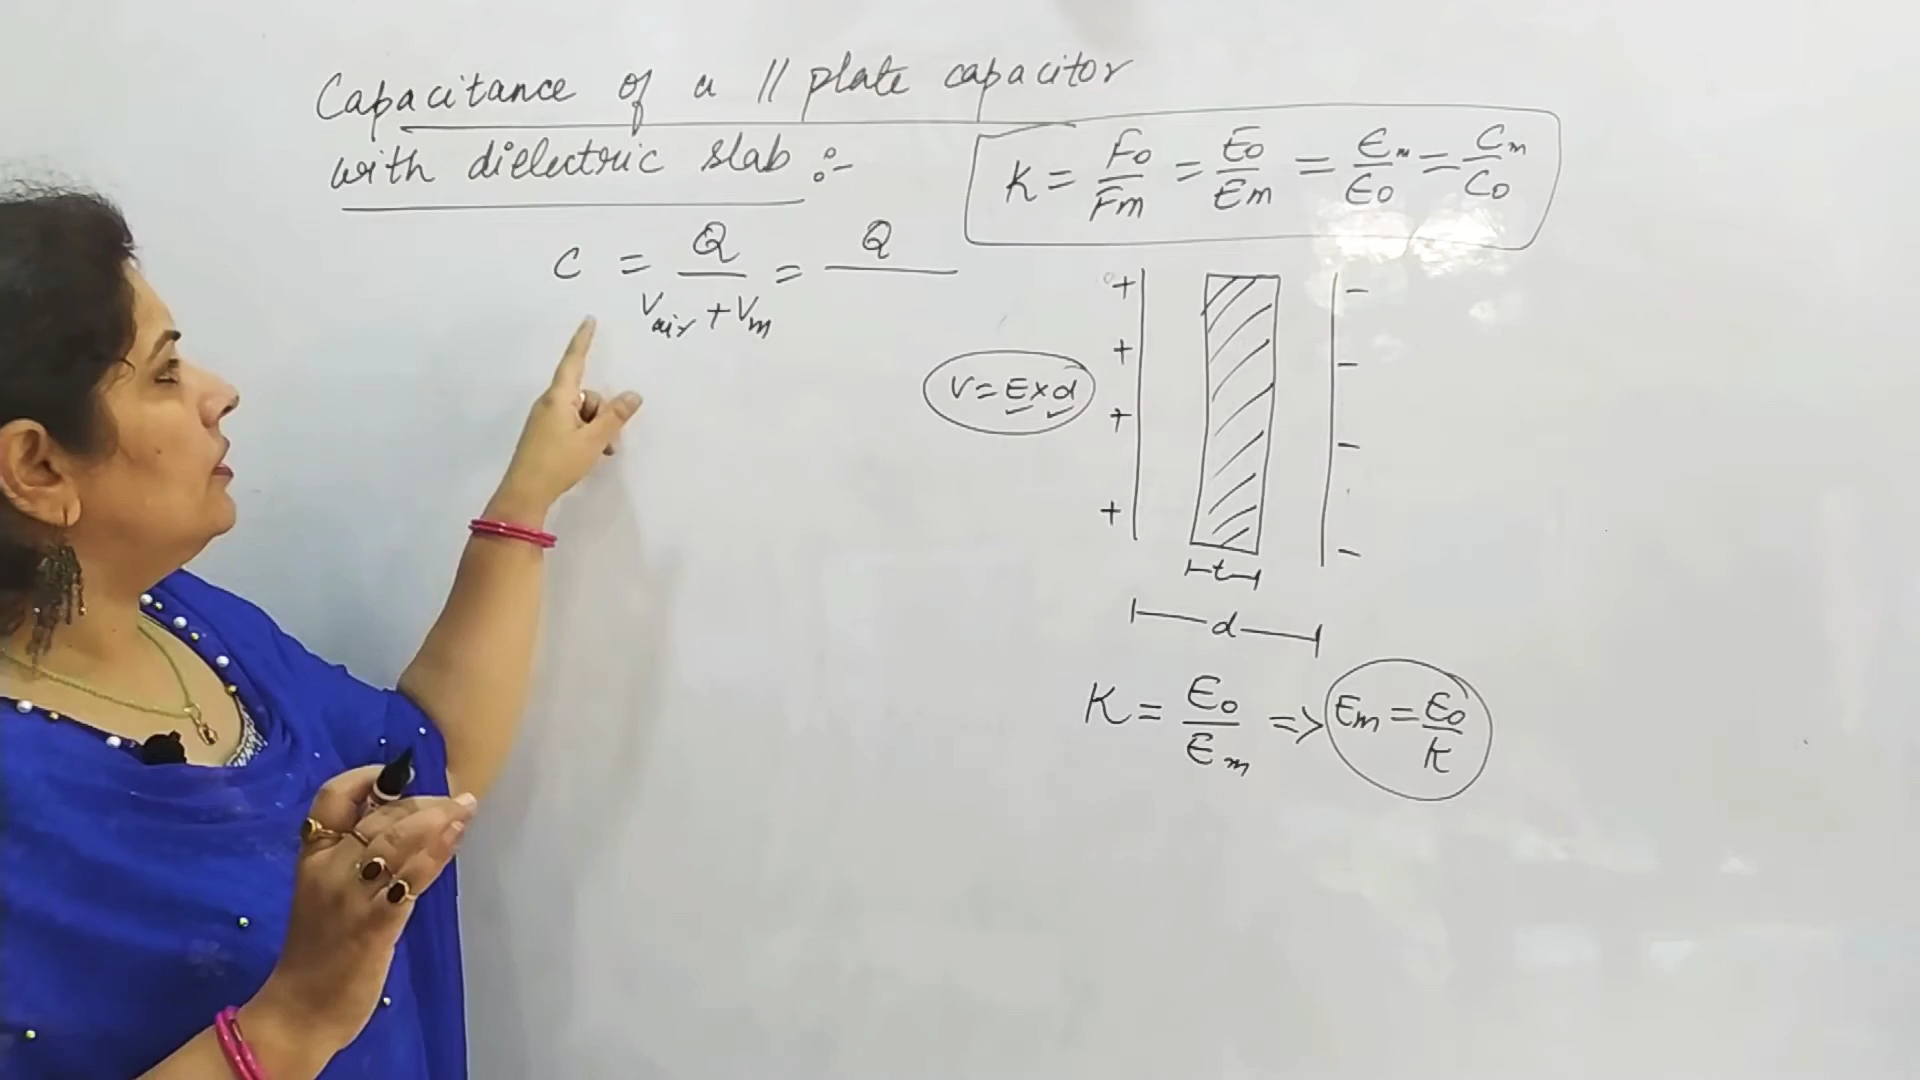 Capacitance of a // plate capacitor
with dielectric slab :-
K = F₀/Fm = E₀/Em = ϵm/ϵ₀ = Cm/C₀
C = Q/(Vair + Vm) = Q/
+ + + +
- - - -
V = E × d
t
d
K = E₀/Em => Em = E₀/K